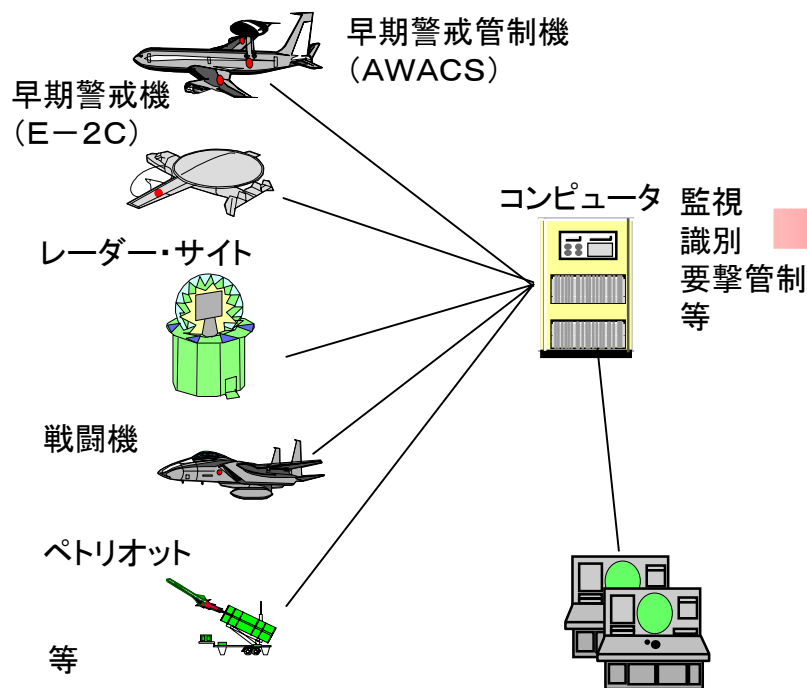 早期警戒管制機
(AWACS)
早期警戒機
(E－2C)
コンピュータ
監視
識別
要撃管制
等
レーダー・サイト
戦闘機
ペトリオット
等